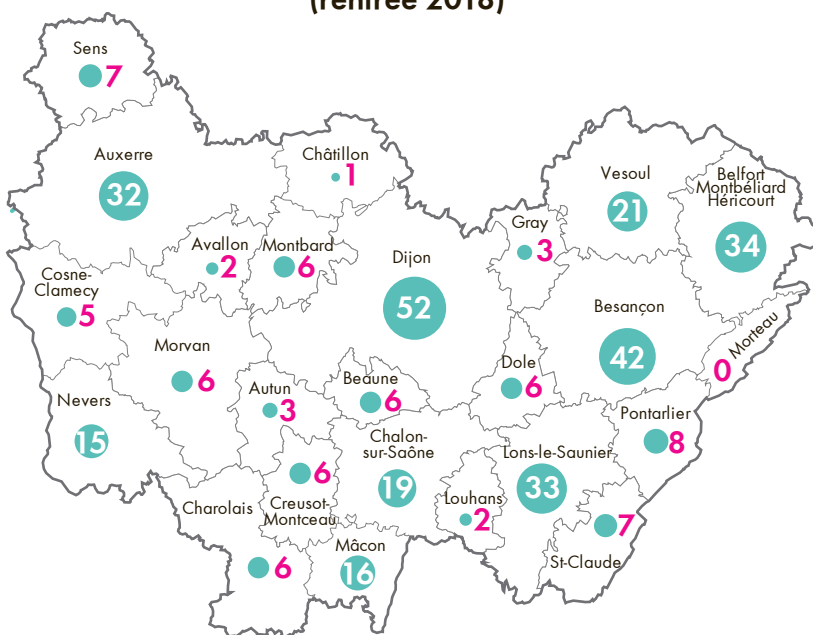 (rentrée 2018)
Sens
7
Auxerre
32
Châtillon
1
Vesoul
21
Belfort
Montbéliard
Héricourt
34
Gray
3
Avallon
2
Montbard
6
Dijon
52
Cosne-
Clamecy
5
Besançon
42
Morteau
0
Morvan
6
Autun
3
Beaune
6
Dole
6
Nevers
15
Pontarlier
8
Chalon-
sur-Saône
19
Lons-le-Saunier
33
Louhans
2
Creusot-
Montceau
6
Charolais
6
Mâcon
16
St-Claude
7